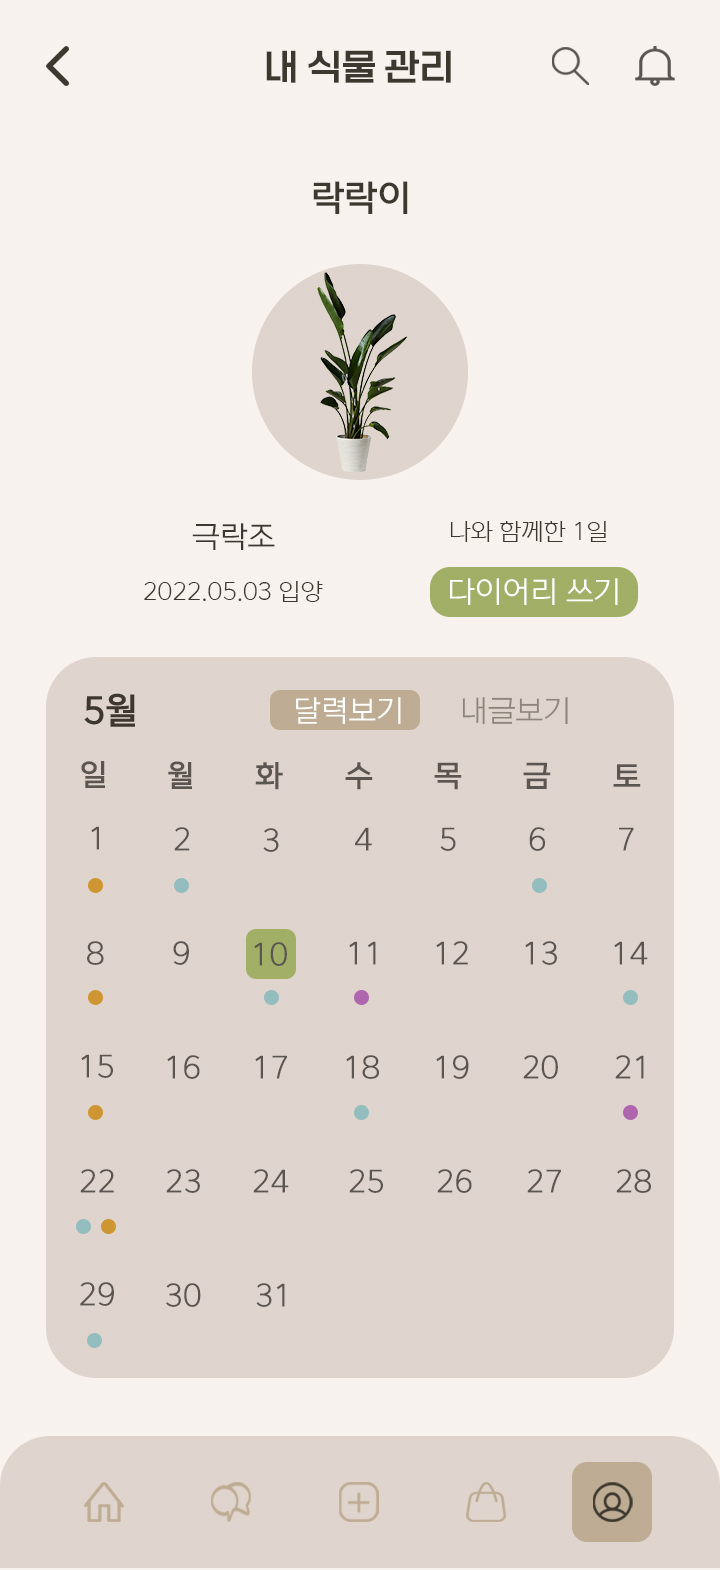 내 식물 관리
락락이
극락조
나와 함께한 1일
2022.05.03 입양
다이어리 쓰기
5월 달력보기 내글보기
일 월 화 수 목 금 토
1 2 3 4 5 6 7
8 9 10 11 12 13 14
15 16 17 18 19 20 21
22 23 24 25 26 27 28
29 30 31